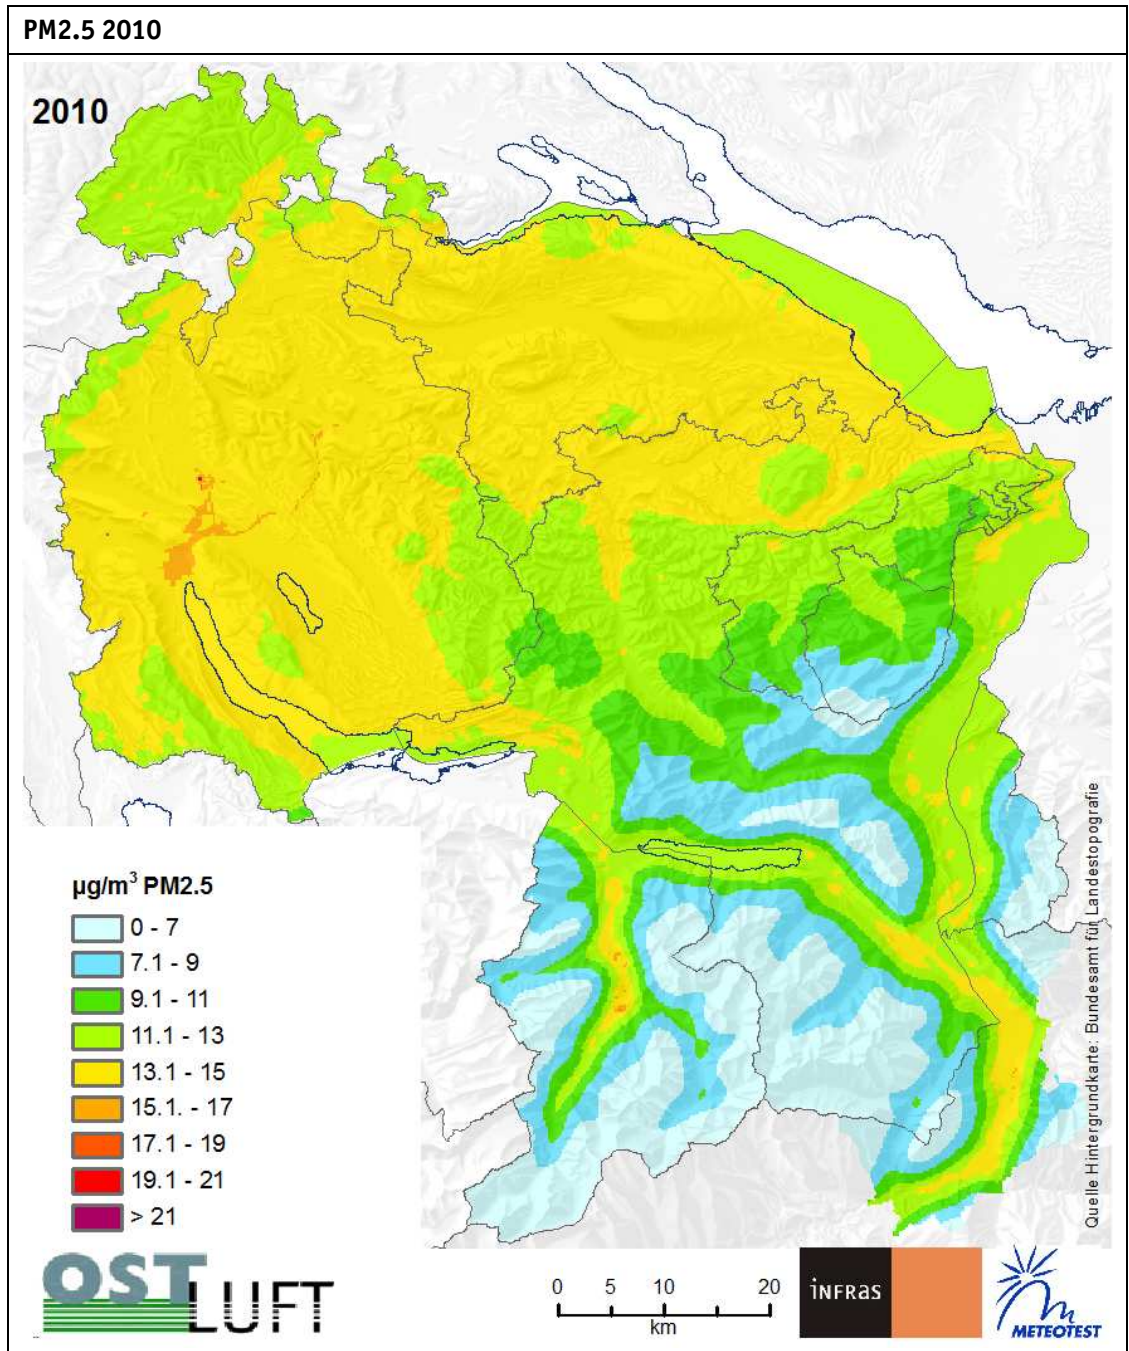 PM2.5 2010
2010
µg/m³ PM2.5
0 - 7
7.1 - 9
9.1 - 11
11.1 - 13
13.1 - 15
15.1. - 17
17.1 - 19
19.1 - 21
> 21
Quelle Hintergrundkarte: Bundesamt für Landestopografie
OSTLUFT
0 5 10 20
km
iNFRas
METEOTEST